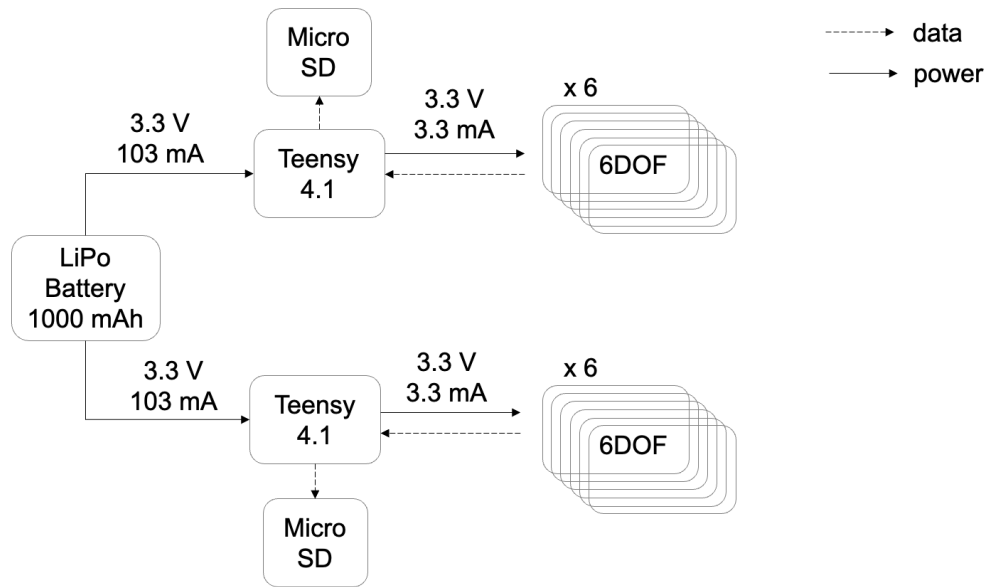 Micro
SD
data
power
x 6
3.3 V
3.3 mA
3.3 V
103 mA
Teensy
4.1
6DOF
LiPo
Battery
1000 mAh
3.3 V
103 mA
3.3 V
3.3 mA
x 6
Teensy
4.1
6DOF
Micro
SD